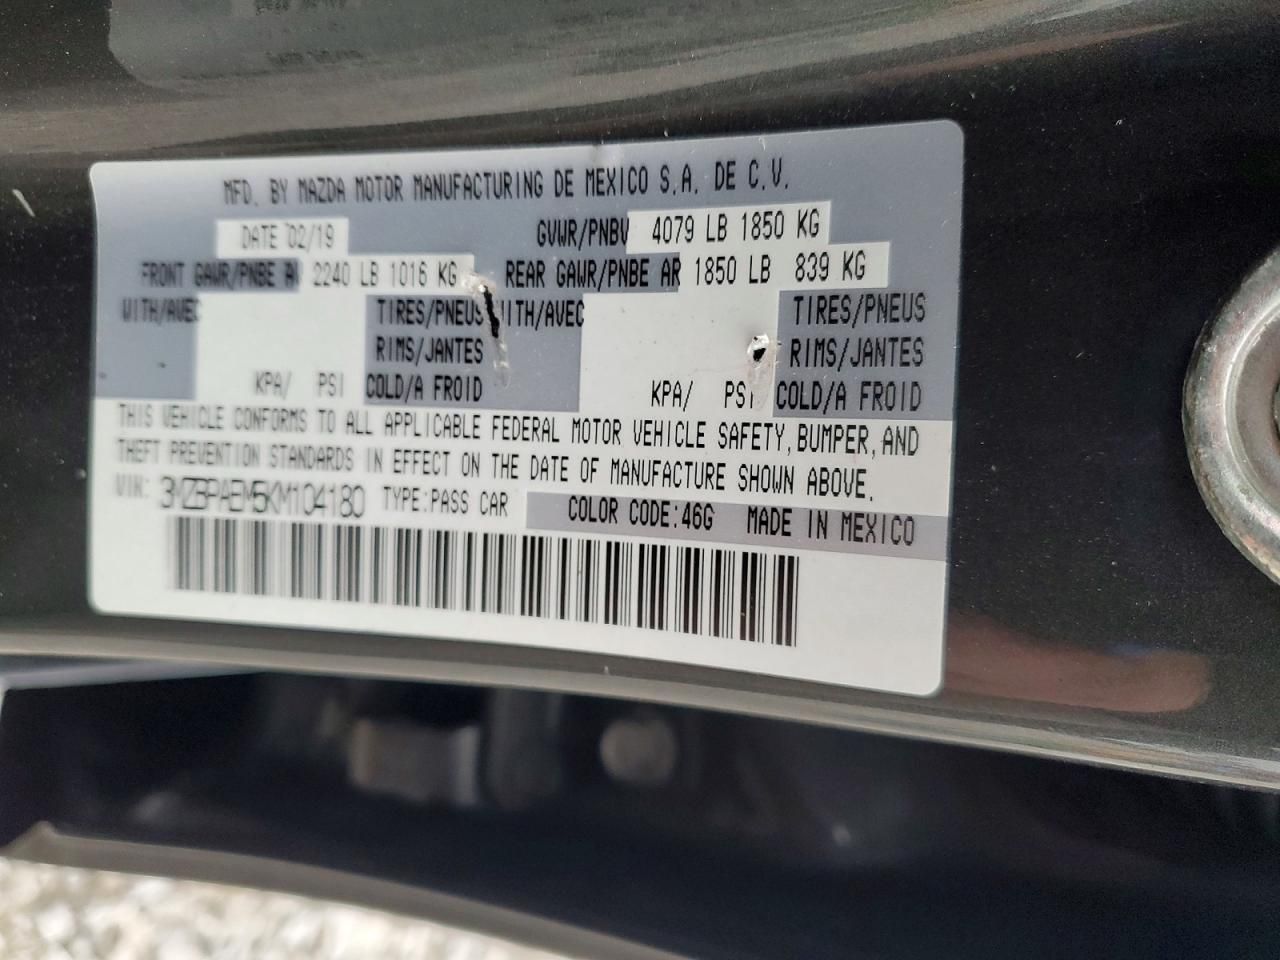 MFD. BY MAZDA MOTOR MANUFACTURING DE MEXICO S.A. DE C.V.
DATE 02/19 GVWR/PNBV 4079 LB 1850 KG
FRONT GAWR/PNBE AV 2240 LB 1016 KG REAR GAWR/PNBE AR 1850 LB 839 KG
WITH/AVEC TIRES/PNEUS WITH/AVEC TIRES/PNEUS
RIMS/JANTES RIMS/JANTES
KPA/ PSI COLD/A FROID KPA/ PSI COLD/A FROID
THIS VEHICLE CONFORMS TO ALL APPLICABLE FEDERAL MOTOR VEHICLE SAFETY, BUMPER, AND
THEFT PREVENTION STANDARDS IN EFFECT ON THE DATE OF MANUFACTURE SHOWN ABOVE.
VIN: 3MZBPAEM5KM104180 TYPE:PASS CAR COLOR CODE:46G MADE IN MEXICO